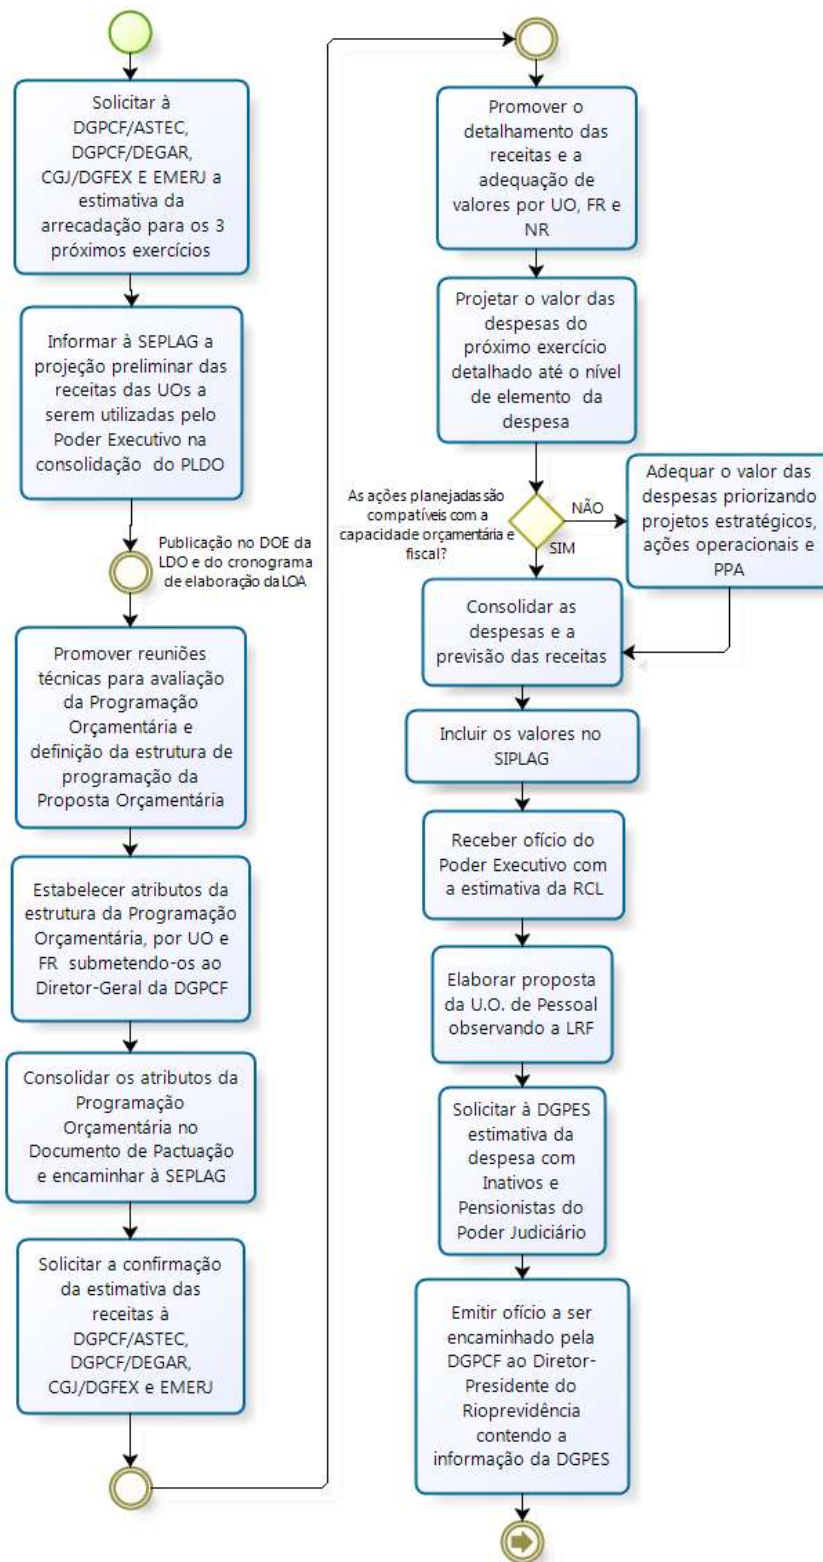 Solicitar à
DGPCF/ASTEC,
DGPCF/DEGAR,
CGJ/DGFEX E EMERJ a
estimativa da
arrecadação para os 3
próximos exercícios
Informar à SEPLAG a
projeção preliminar das
receitas das UOs a
serem utilizadas pelo
Poder Executivo na
consolidação do PLDO
Publicação no DOE da
LDO e do cronograma
de elaboração da LOA
Promover reuniões
técnicas para avaliação
da Programação
Orçamentária e
definição da estrutura de
programação da
Proposta Orçamentária
Estabelecer atributos da
estrutura da Programação
Orçamentária, por UO e
FR submetendo-os ao
Diretor-Geral da DGPCF
Consolidar os atributos da
Programação
Orçamentária no
Documento de Pactuação
e encaminhar à SEPLAG
Solicitar a confirmação
da estimativa das
receitas à
DGPCF/ASTEC,
DGPCF/DEGAR,
CGJ/DGFEX e EMERJ
Promover o
detalhamento das
receitas e a
adequação de
valores por UO, FR e
NR
Projetar o valor das
despesas do
próximo exercício
detalhado até o nível
de elemento da
despesa
As ações planejadas são
compatíveis com a
capacidade orçamentária e
fiscal?
NÃO
SIM
Adequar o valor das
despesas priorizando
projetos estratégicos,
ações operacionais e
PPA
Consolidar as
despesas e a
previsão das receitas
Incluir os valores no
SIPLAG
Receber ofício do
Poder Executivo com
a estimativa da RCL
Elaborar proposta
da U.O. de Pessoal
observando a LRF
Solicitar à DGPES
estimativa da
despesa com
Inativos e
Pensionistas do
Poder Judiciário
Emitir ofício a ser
encaminhado pela
DGPCF ao Diretor-
Presidente do
Rioprevidência
contendo a
informação da DGPES